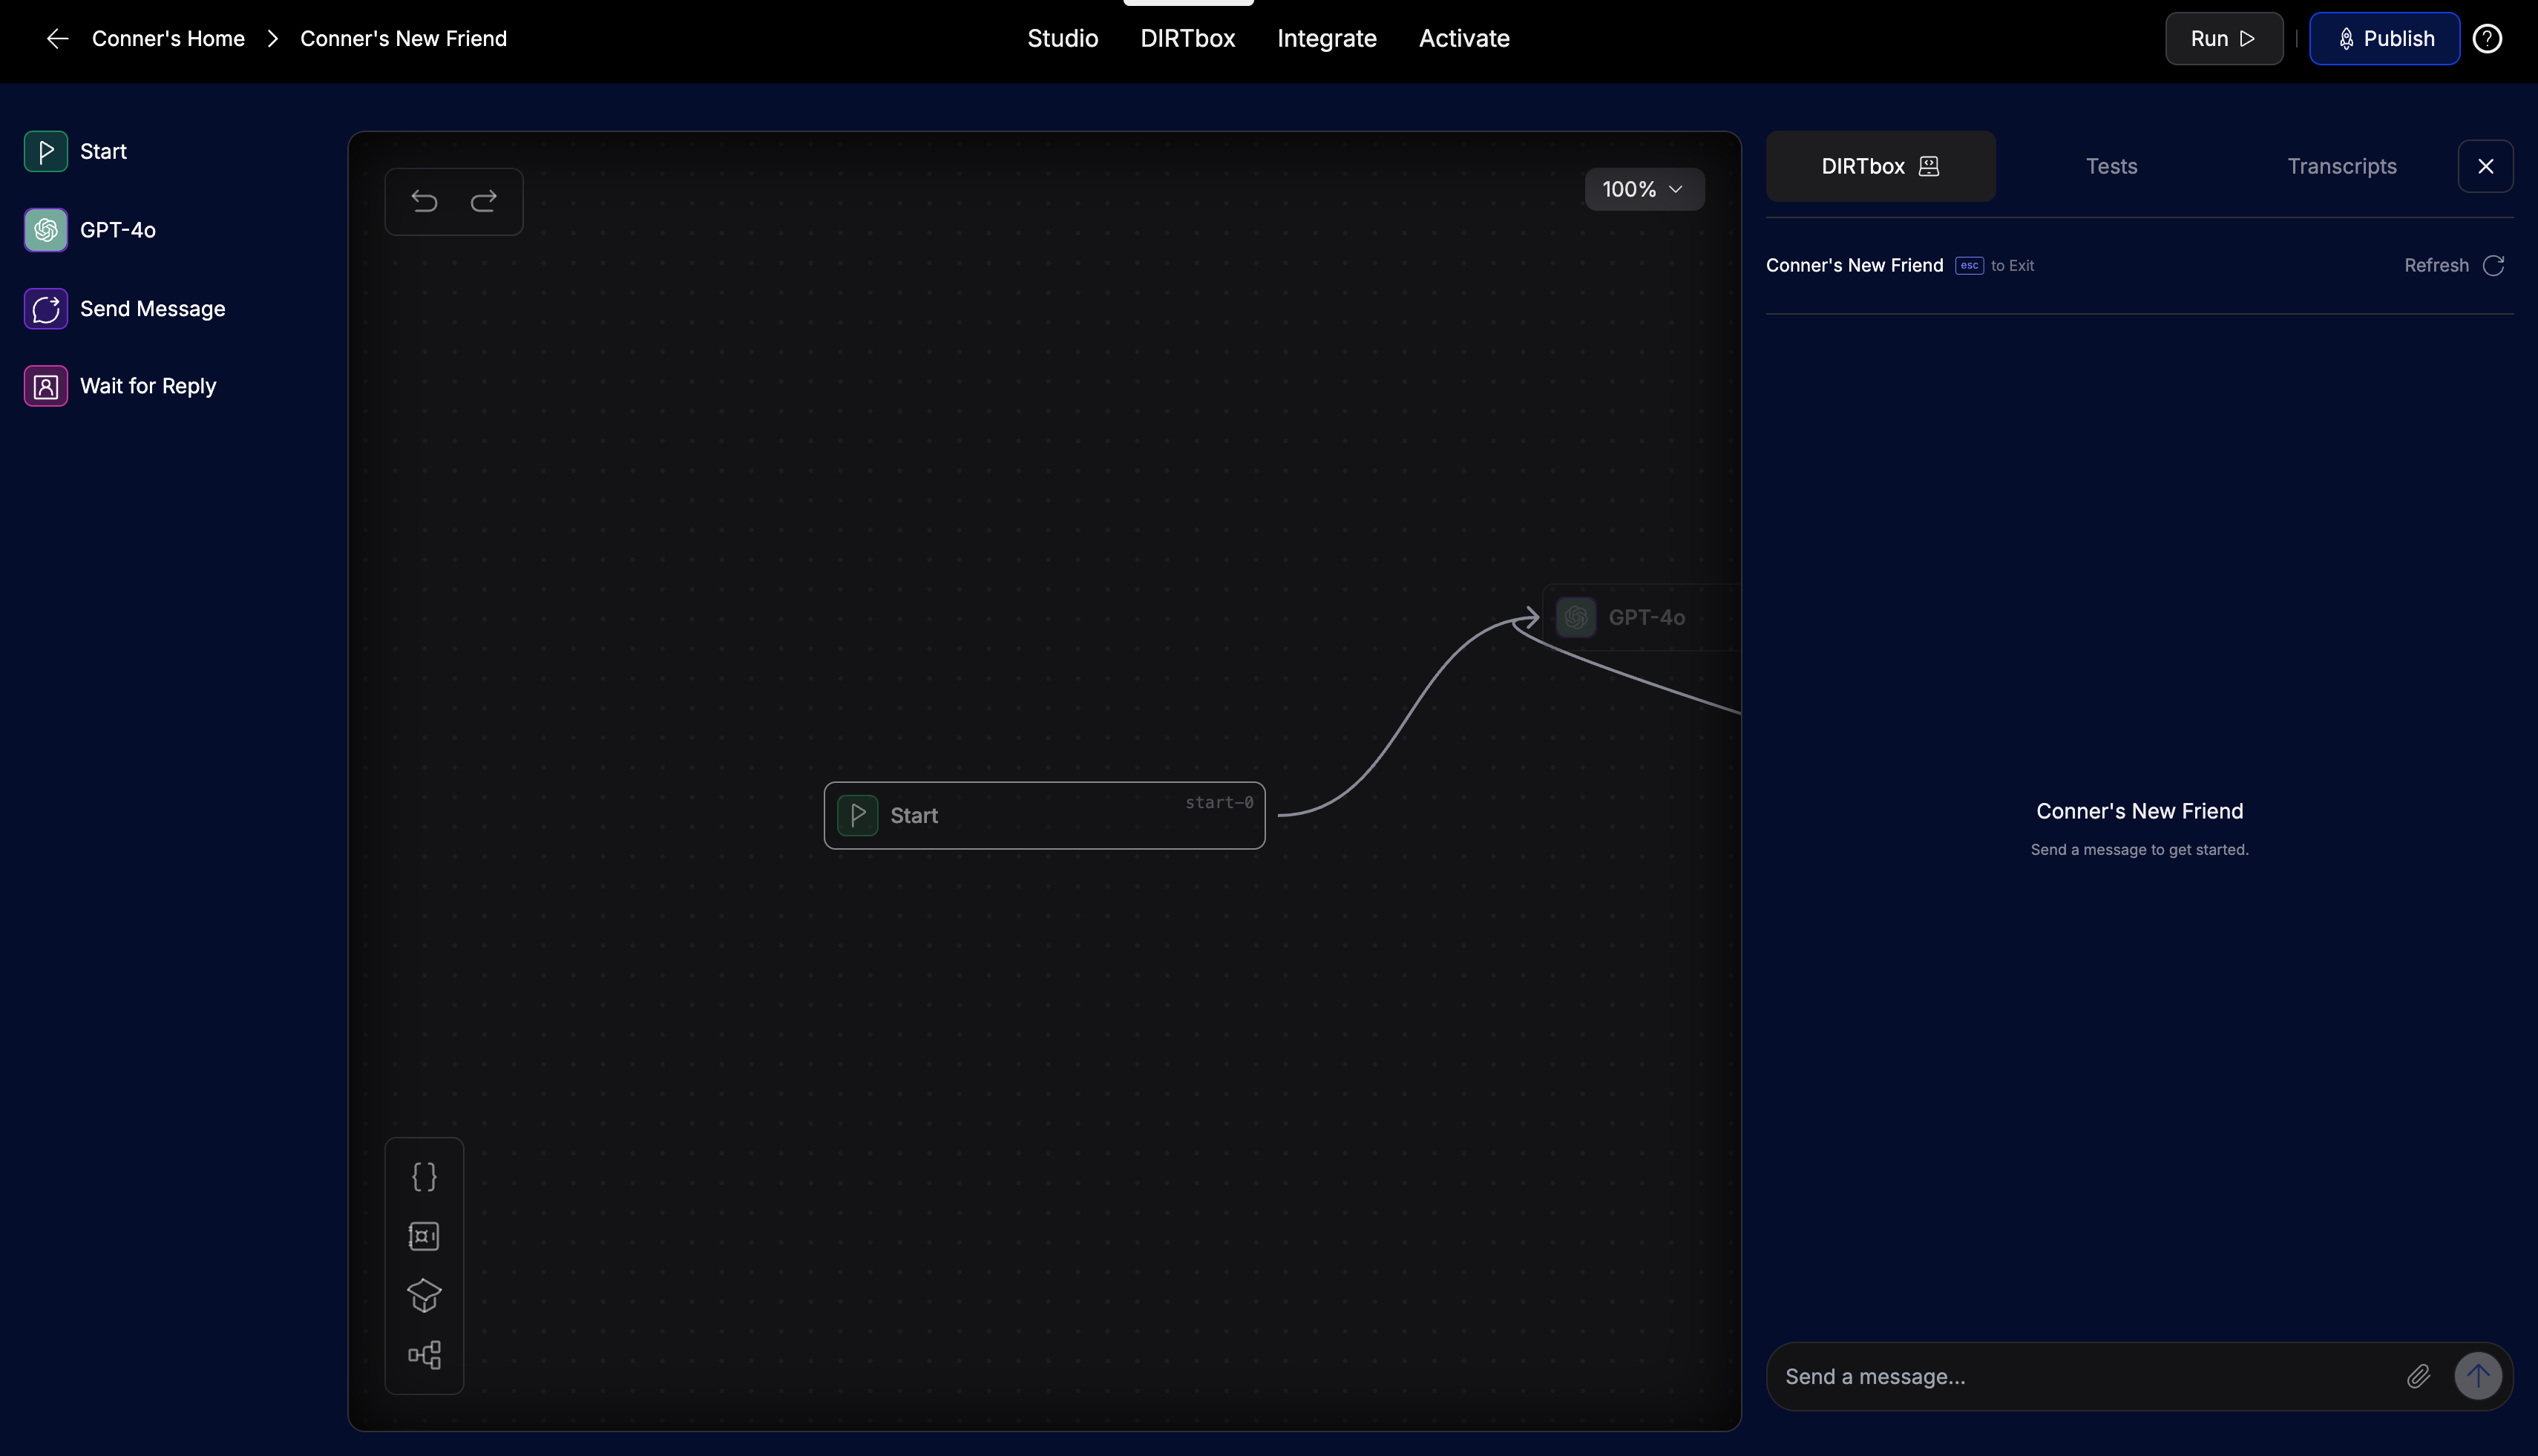 Conner's Home > Conner's New Friend
Studio
DIRTbox
Integrate
Activate
Run
Publish
?
Start
GPT-4o
Send Message
Wait for Reply
100%
GPT-4o
Start
start-0
{}
DIRTbox
Tests
Transcripts
Conner's New Friend esc to Exit
Refresh
Conner's New Friend
Send a message to get started.
Send a message...